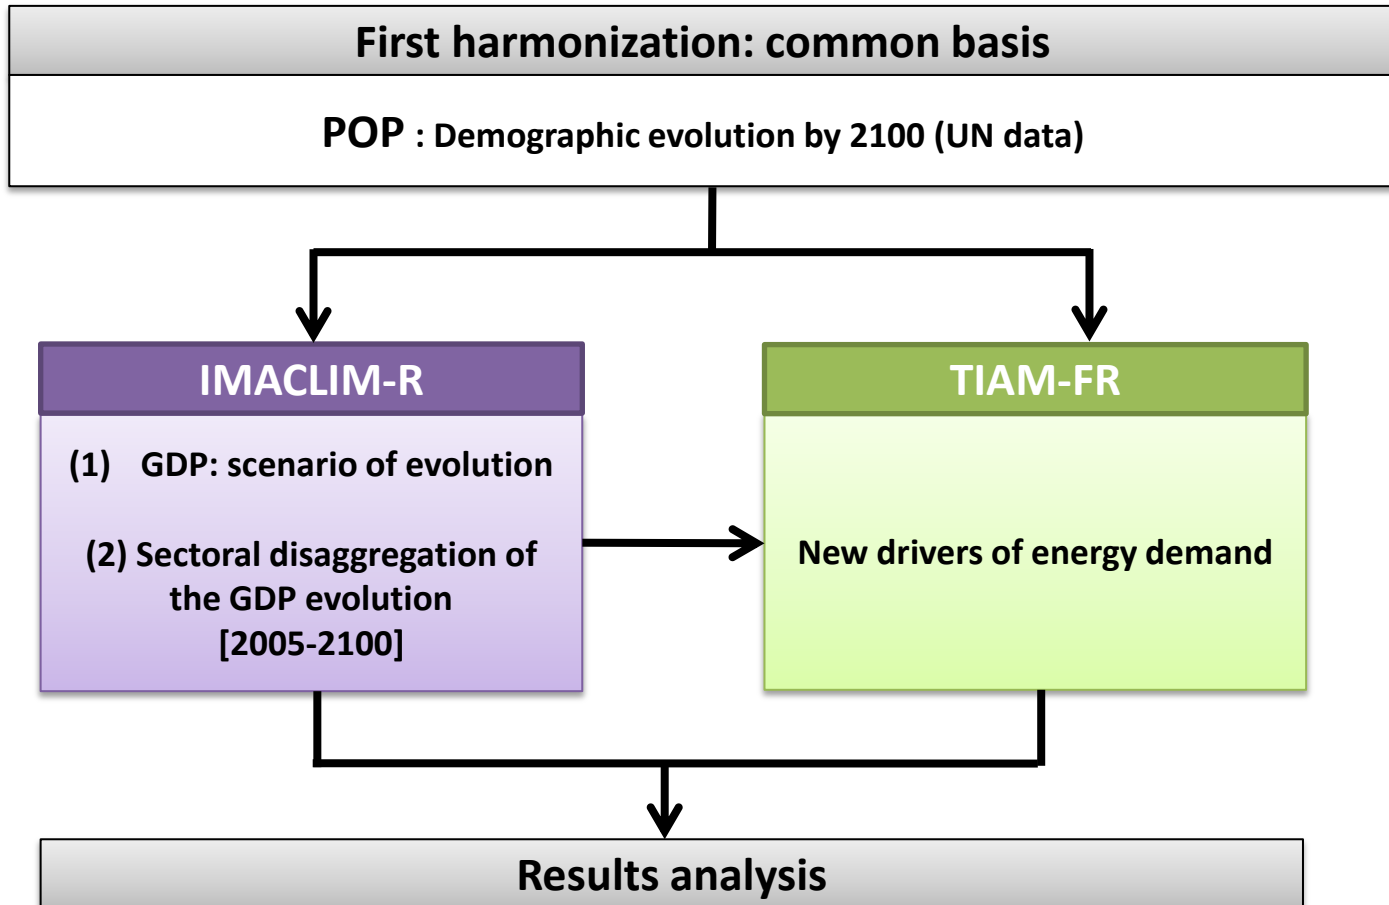 First harmonization: common basis
POP : Demographic evolution by 2100 (UN data)
IMACLIM-R
(1) GDP: scenario of evolution
(2) Sectoral disaggregation of
the GDP evolution
[2005-2100]
TIAM-FR
New drivers of energy demand
Results analysis